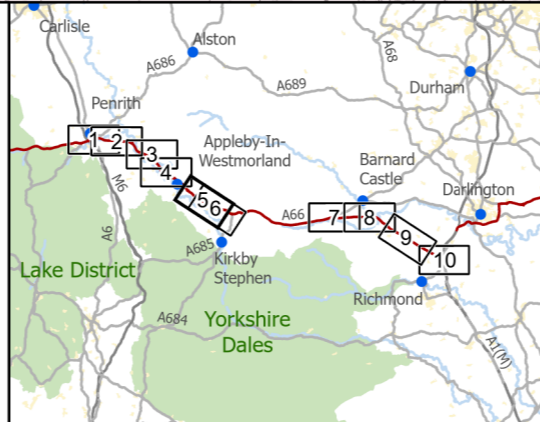 Carlisle
Alston
A686
A68
A689
Durham
Penrith
Appleby-In-
Westmorland
Barnard
Castle
Darlington
1
2
3
4
5
6
7
8
9
10
M6
A6
A66
A685
Kirkby
Stephen
Lake District
Richmond
A684
Yorkshire
Dales
A1(M)